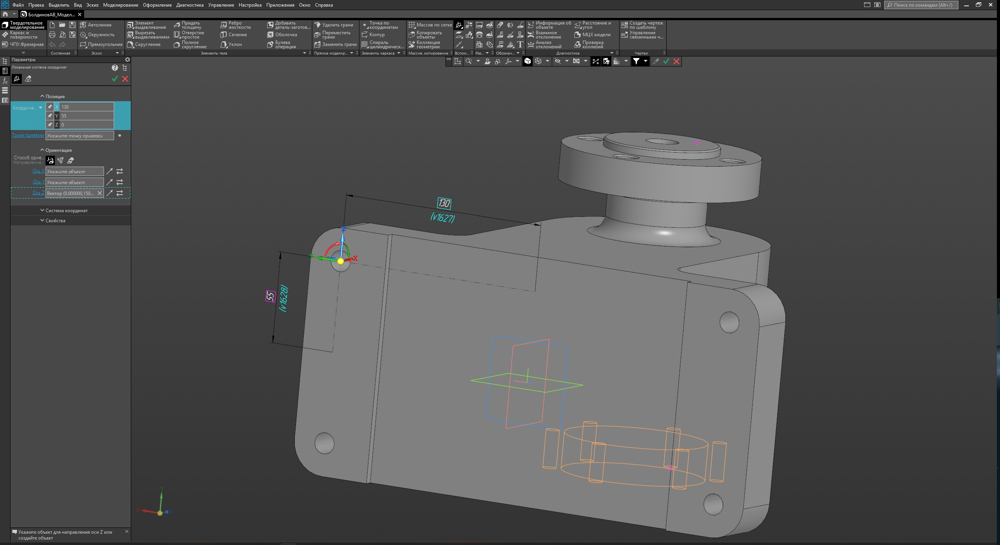 Файл Правка Выделить Вид Эскиз Моделирование Оформление Диагностика Управление Настройка Приложения Окно Справка
Поиск по командам (Alt+/)
БолдиновАВ_Модел...
Твердотельное моделирование
Каркас и поверхности
ЧПУ.Фрезерная
Системная
Автолиния
Окружность
Прямоугольник
Эскиз
Элемент выдавливания
Вырезать выдавливанием
Скругление
Придать толщину
Отверстие простое
Полное скругление
Ребро жесткости
Сечение
Уклон
Добавить деталь-заготов...
Оболочка
Булева операция
Элементы тела
Удалить грани
Переместить грани
Заменить грани
Прямое моделир...
Точка по координатам
Контур
Спираль цилиндрическ...
Элементы каркаса
Массив по сетке
Копировать объекты
Коллекция геометрии
Массив, копирование
Вспом...
Раз...
Обознач...
Информация об объекте
Взаимное отклонение
Анализ отклонений
Расстояние и угол
МЦХ модели
Проверка коллизий
Диагностика
Создать чертеж по шаблону
Управление связанными ч...
Чертеж
Параметры
Локальная система координат
Позиция
Координа...
X 130
Y 55
Z 0
Точка привязки Укажите точку привязки
Ориентация
Способ орие...
Направление...
Ось X Укажите объект
Ось Y Укажите объект
Ось Z Вектор (0.000000,150...
Система координат
Свойства
130
(v1627)
55
(v1628)
Z
Y
X
Y
X
Z
Укажите объект для направления оси Z или
создайте объект